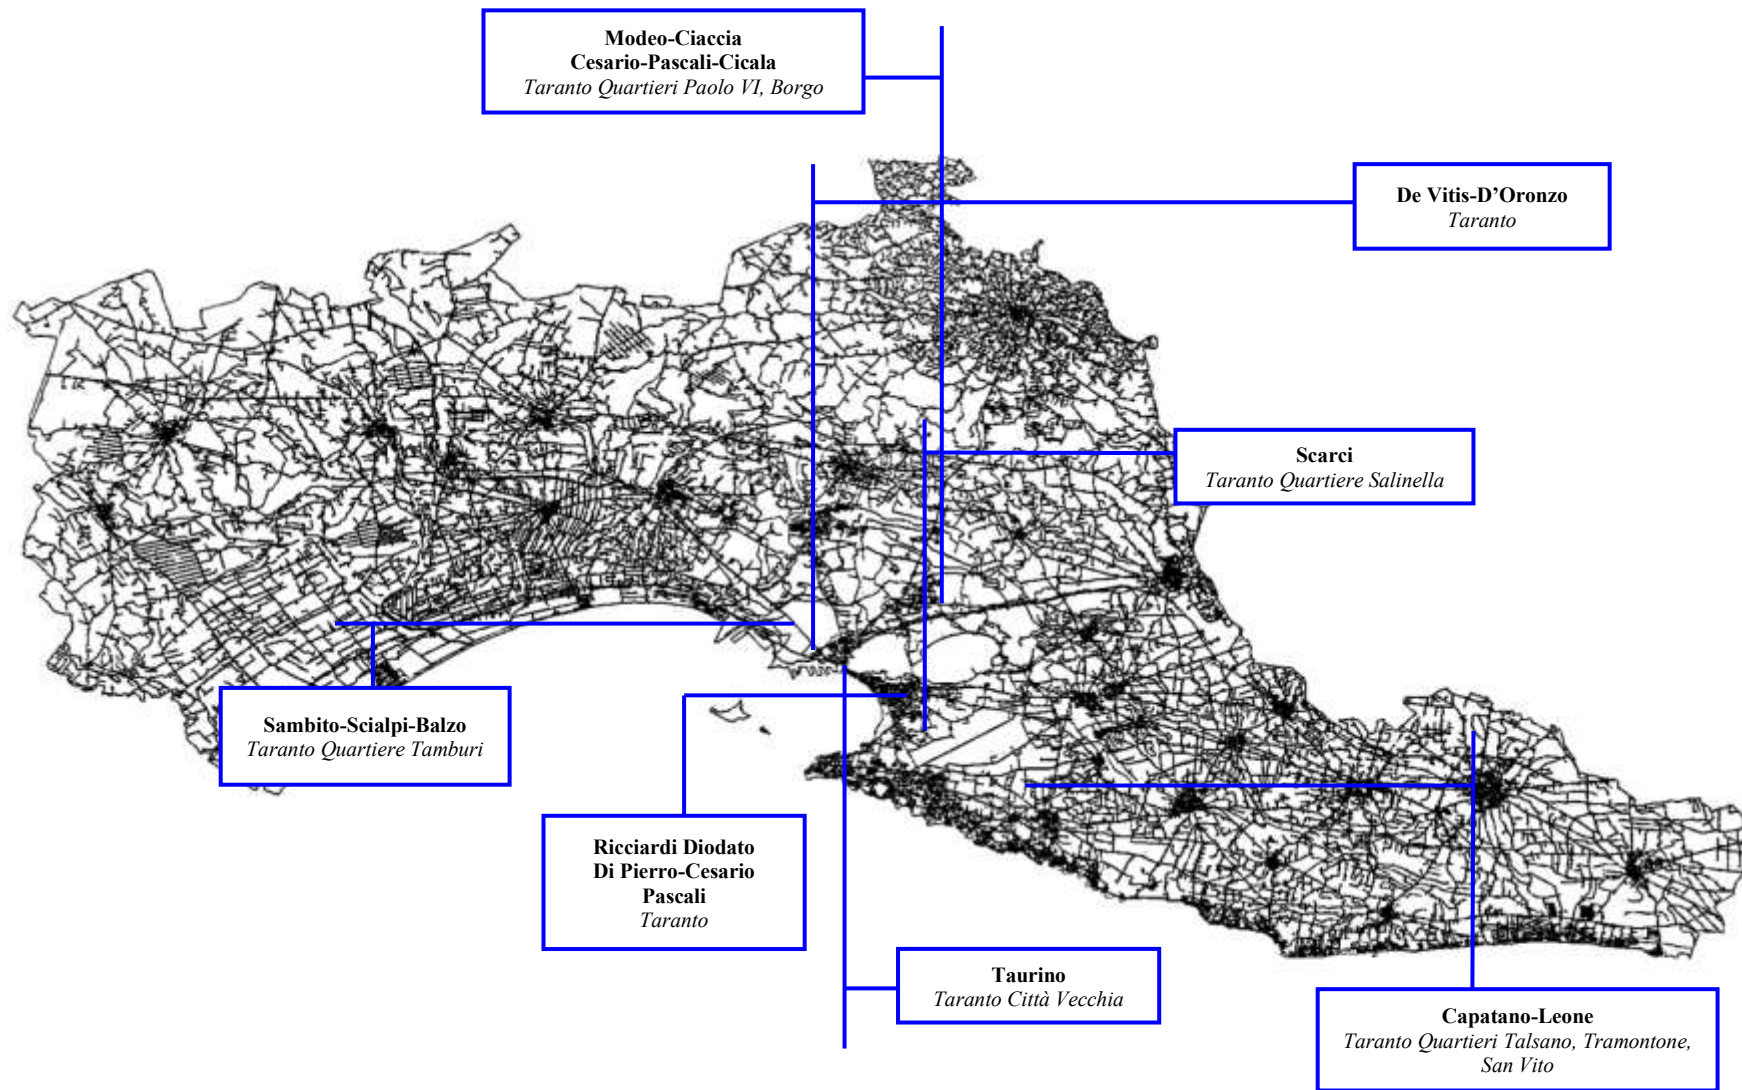 Modeo-Ciaccia
Cesario-Pascali-Cicala
Taranto Quartieri Paolo VI, Borgo
De Vitis-D’Oronzo
Taranto
Scarci
Taranto Quartiere Salinella
Sambito-Scialpi-Balzo
Taranto Quartiere Tamburi
Ricciardi Diodato
Di Pierro-Cesario
Pascali
Taranto
Taurino
Taranto Città Vecchia
Capatano-Leone
Taranto Quartieri Talsano, Tramontone,
San Vito